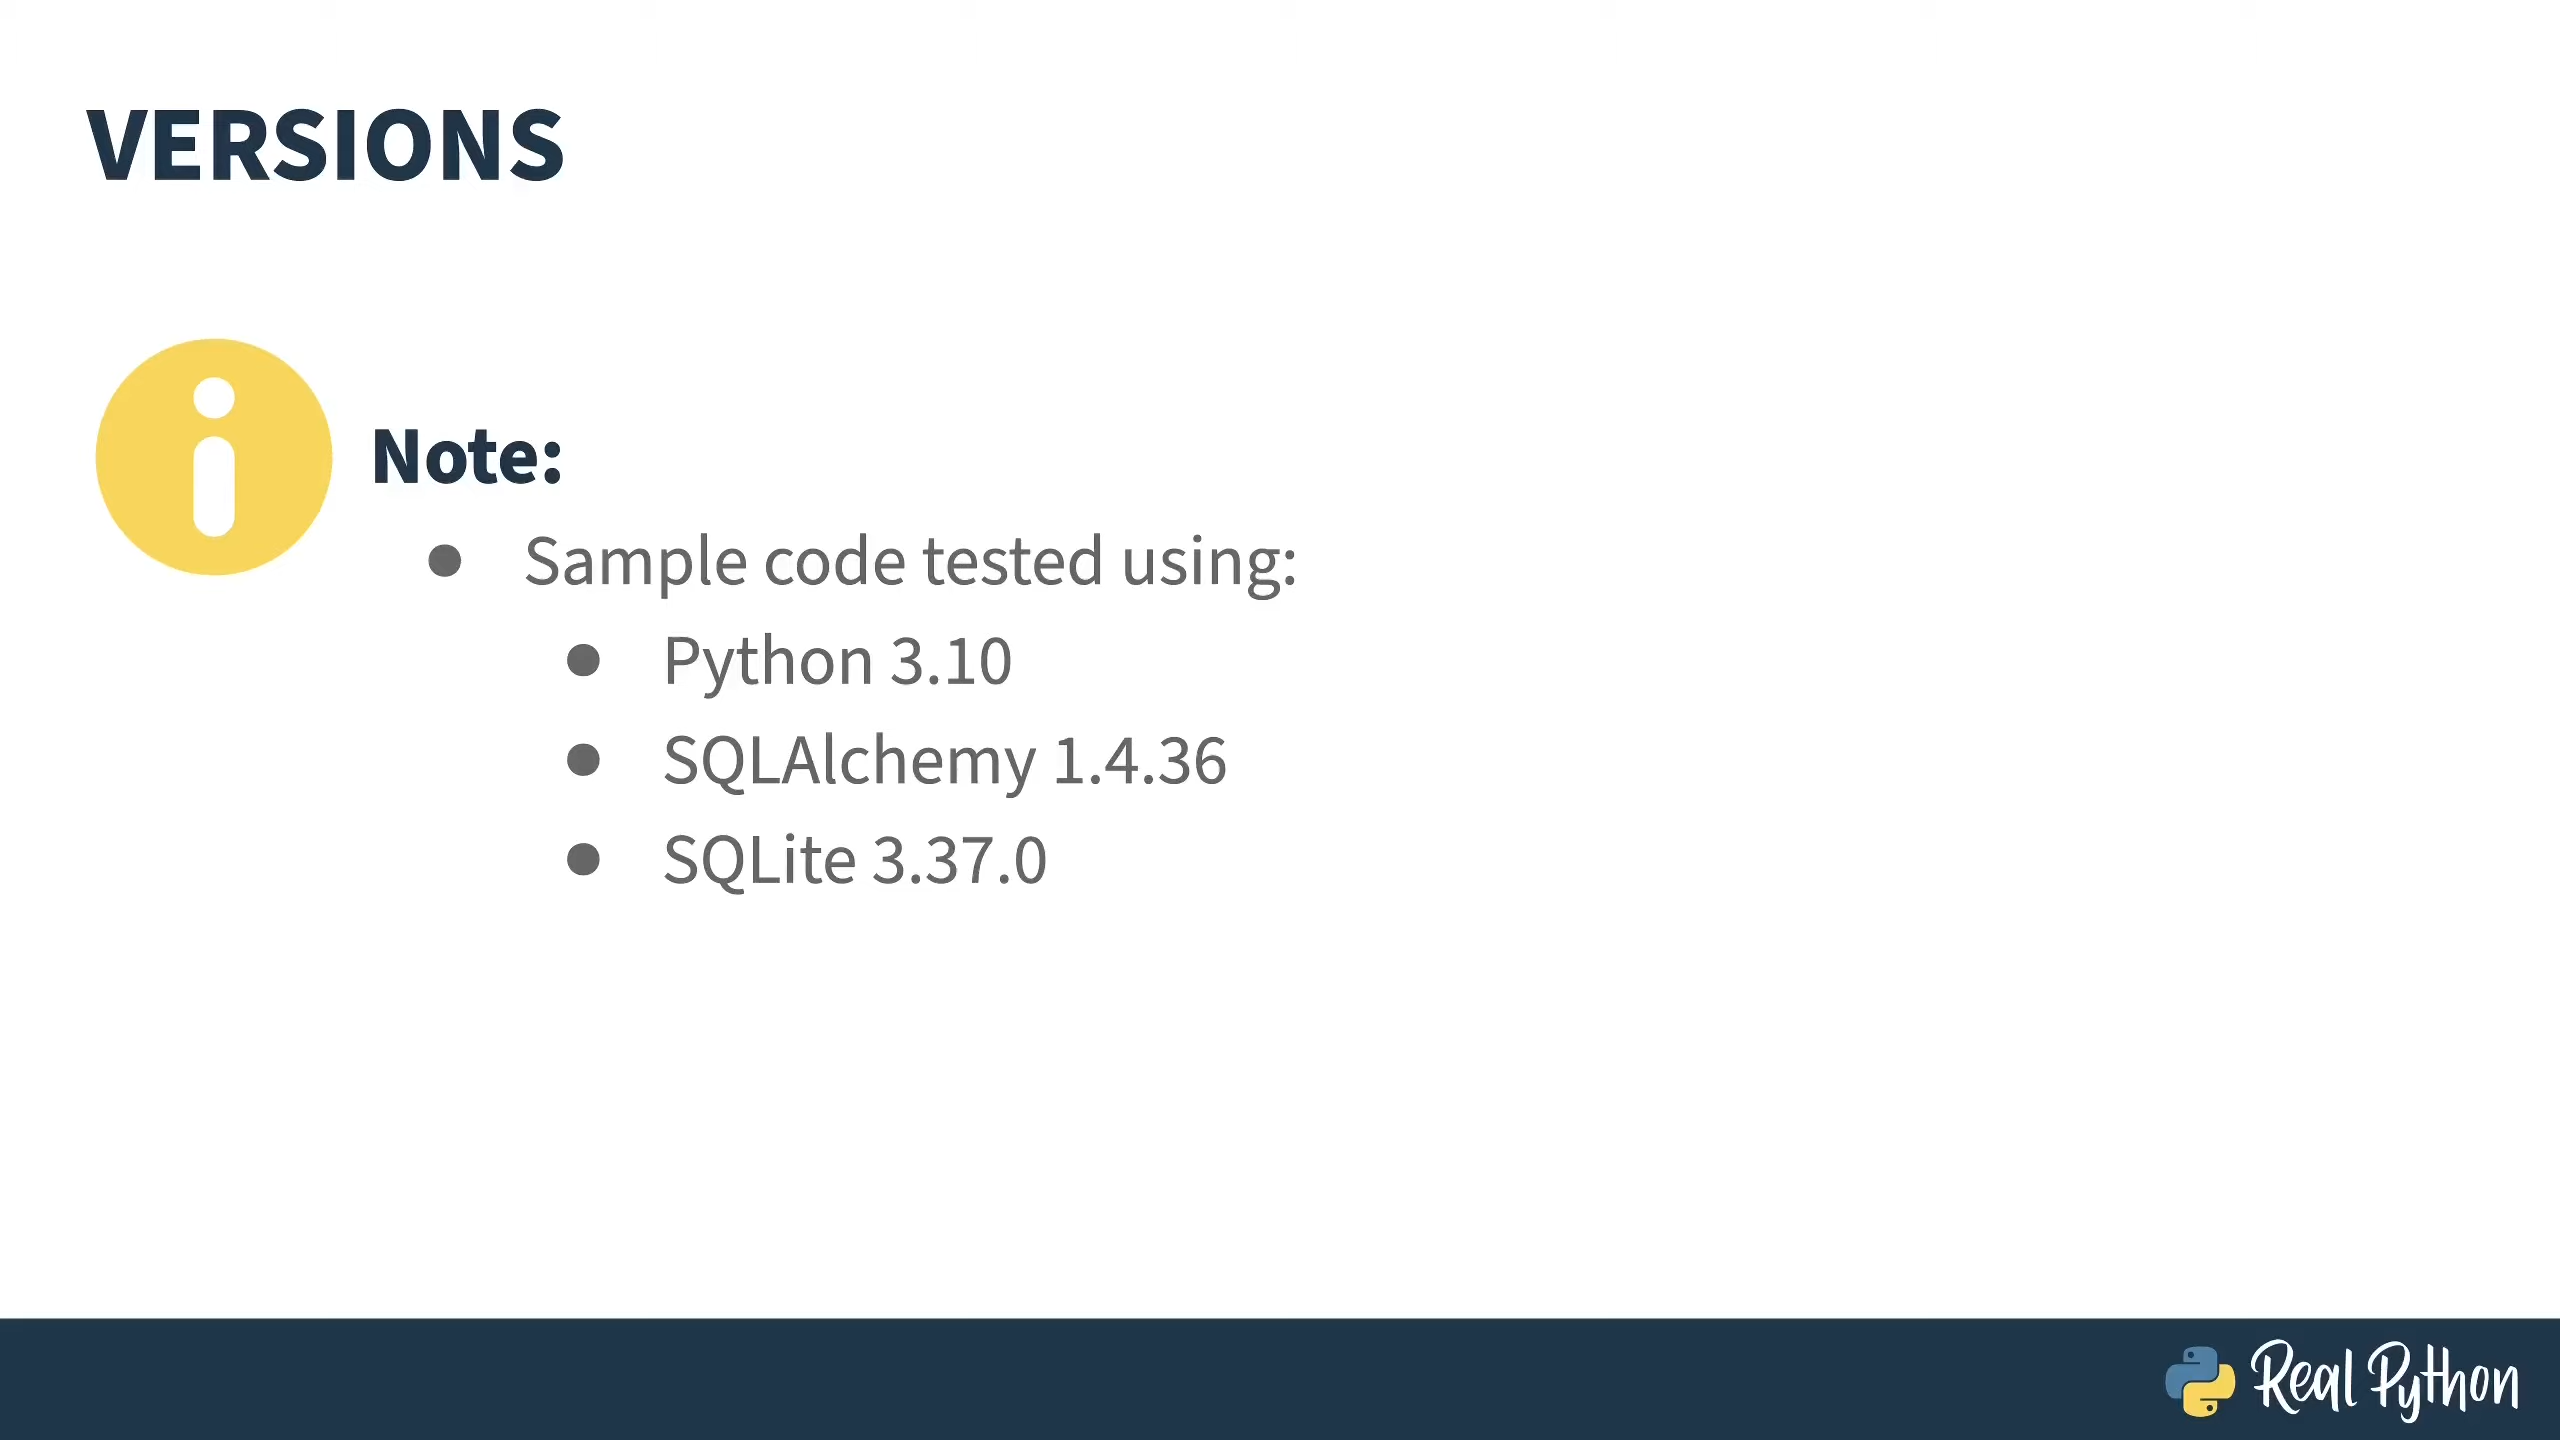 VERSIONS
Note:
● Sample code tested using:
● Python 3.10
● SQLAlchemy 1.4.36
● SQLite 3.37.0
Real Python